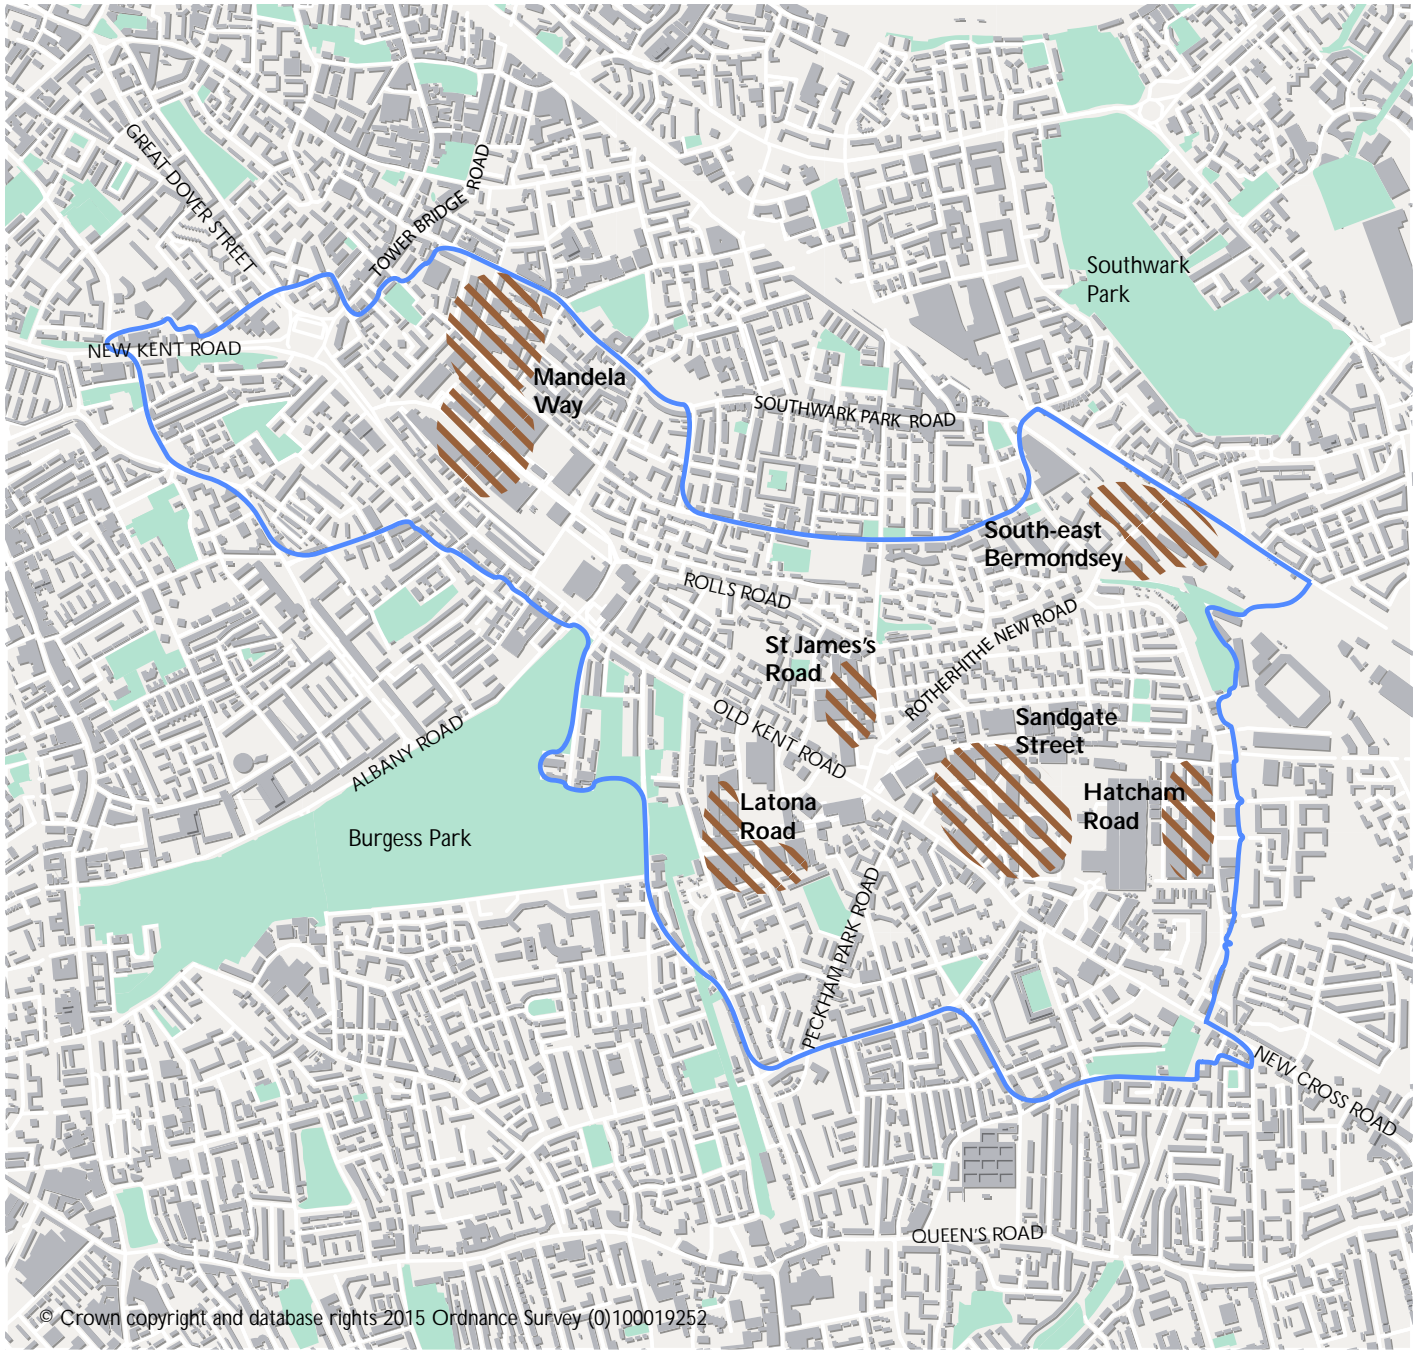 GREAT DOVER STREET
TOWER BRIDGE ROAD
Southwark
Park
NEW KENT ROAD
Mandela
Way
SOUTHWARK PARK ROAD
South-east
Bermondsey
ROLLS ROAD
ROTHERHITHE NEW ROAD
St James's
Road
OLD KENT ROAD
Sandgate
Street
ALBANY ROAD
Latona
Road
Hatcham
Road
Burgess Park
PECKHAM PARK ROAD
NEW CROSS ROAD
QUEEN'S ROAD
© Crown copyright and database rights 2015 Ordnance Survey (0)100019252